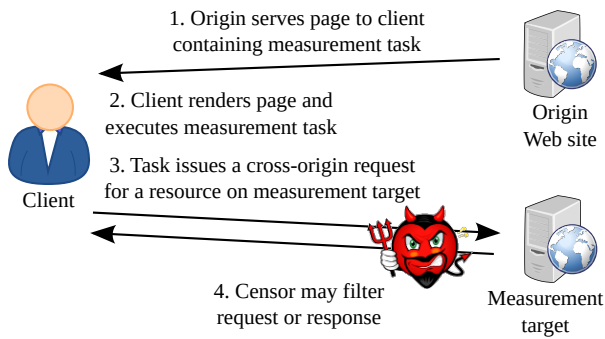 1. Origin serves page to client
containing measurement task
2. Client renders page and
executes measurement task
Origin
Web site
3. Task issues a cross-origin request
for a resource on measurement target
Client
4. Censor may filter
request or response
Measurement
target